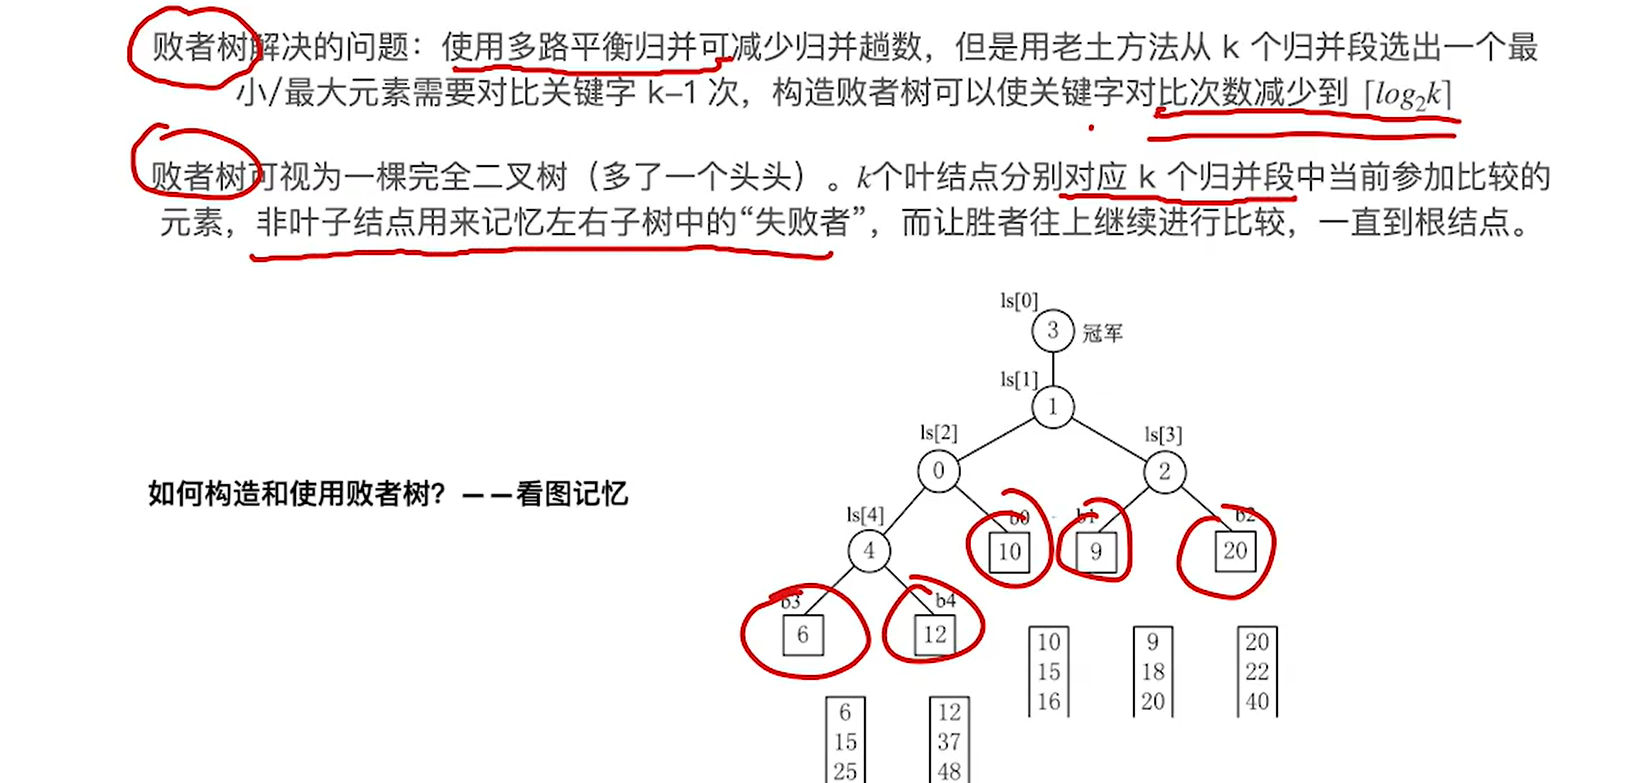 败者树解决的问题：使用多路平衡归并可减少归并趟数，但是用老土方法从 k 个归并段选出一个最
小/最大元素需要对比关键字 k–1 次，构造败者树可以使关键字对比次数减少到 ⌈log₂k⌉
败者树可视为一棵完全二叉树（多了一个头头）。k个叶结点分别对应 k 个归并段中当前参加比较的
元素，非叶子结点用来记忆左右子树中的“失败者”，而让胜者往上继续进行比较，一直到根结点。
ls[0]
3 冠军
ls[1]
1
ls[2] ls[3]
0 2
如何构造和使用败者树？——看图记忆
ls[4] b0 b1 b2
4 10 9 20
b3 b4
6 12
10 9 20
15 18 22
16 20 40
6 12
15 37
25 48